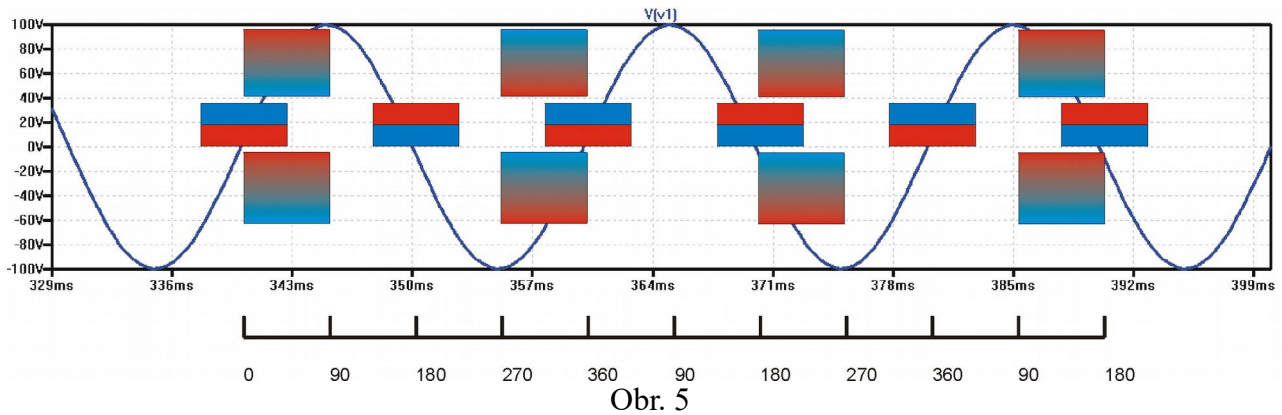 V(v1)
100V
80V
60V
40V
20V
0V
-20V
-40V
-60V
-80V
-100V
329ms 336ms 343ms 350ms 357ms 364ms 371ms 378ms 385ms 392ms 399ms
0 90 180 270 360 90 180 270 360 90 180
Obr. 5